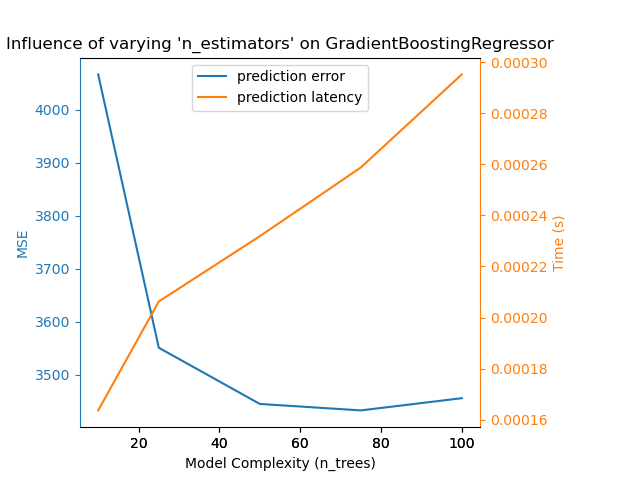 Influence of varying 'n_estimators' on GradientBoostingRegressor
prediction error
prediction latency
4000
3900
3800
3700
3600
3500
MSE
0.00030
0.00028
0.00026
0.00024
0.00022
0.00020
0.00018
0.00016
Time (s)
20 40 60 80 100
Model Complexity (n_trees)